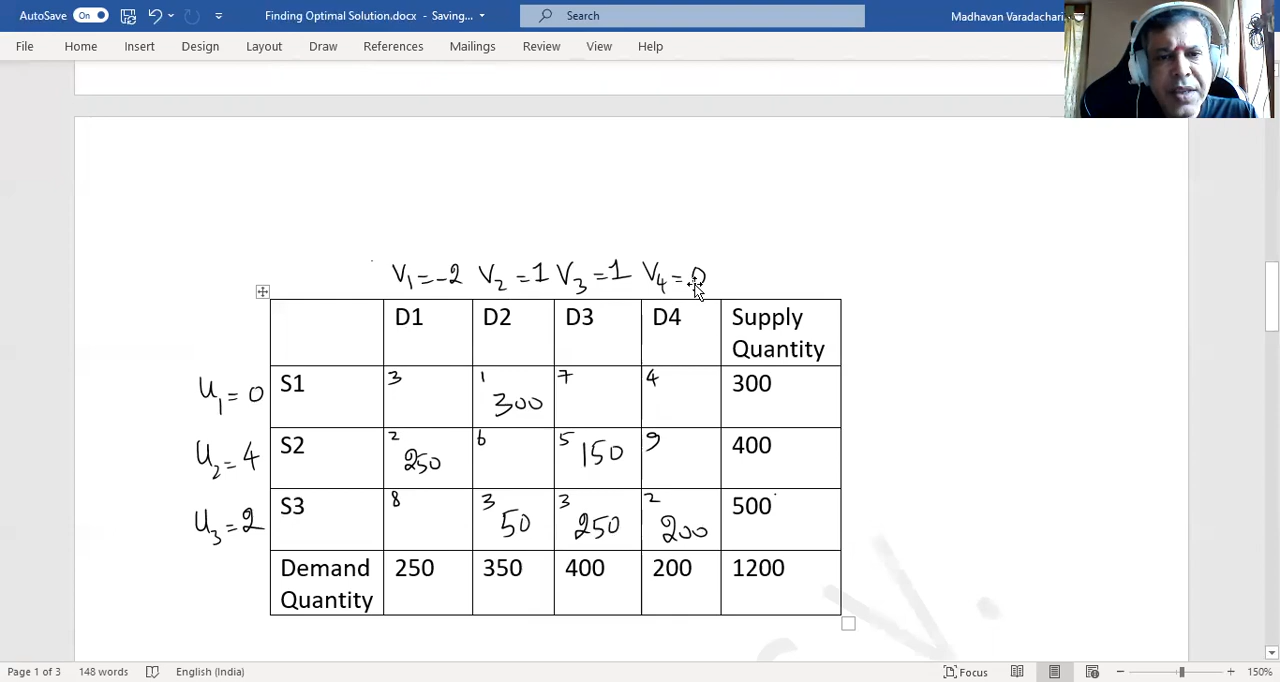 AutoSave On Finding Optimal Solution.docx - Saving... Search Madhavan Varadachari
File Home Insert Design Layout Draw References Mailings Review View Help
V1 = -2 V2 = 1 V3 = 1 V4 = 0
D1 D2 D3 D4 Supply
Quantity
U1 = 0 S1 3 1 300 7 4 300
U2 = 4 S2 2 250 6 5 150 9 400
U3 = 2 S3 8 3 50 3 250 2 200 500
Demand 250 350 400 200 1200
Quantity
S.V.
Page 1 of 3 148 words English (India) Focus 150%